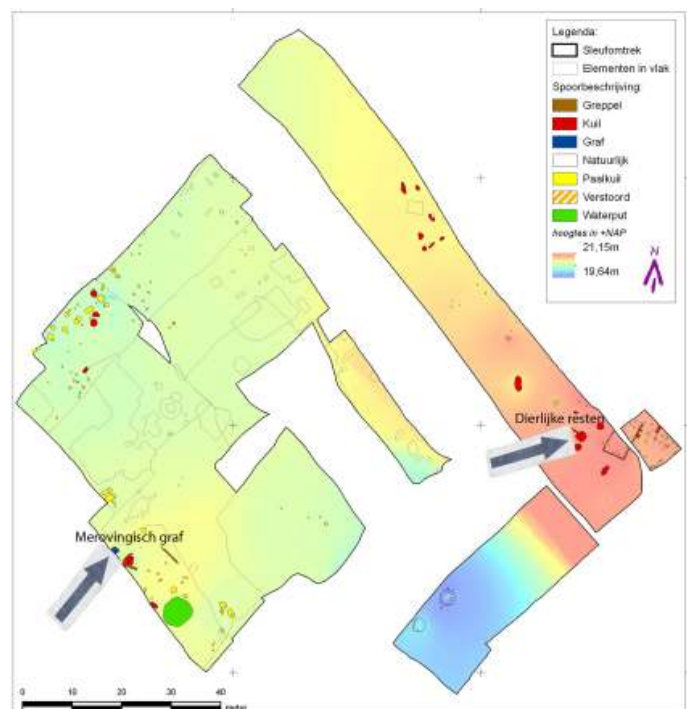 Legenda:
Sleufomtrek
Elementen in vlak
Spoorbeschrijving:
Greppel
Kuil
Graf
Natuurlijk
Paalkuil
Verstoord
Waterput
hoogtes in +NAP
21,15m
19,64m
N
Dierlijke resten
Merovingisch graf
0 10 20 30 40
meter